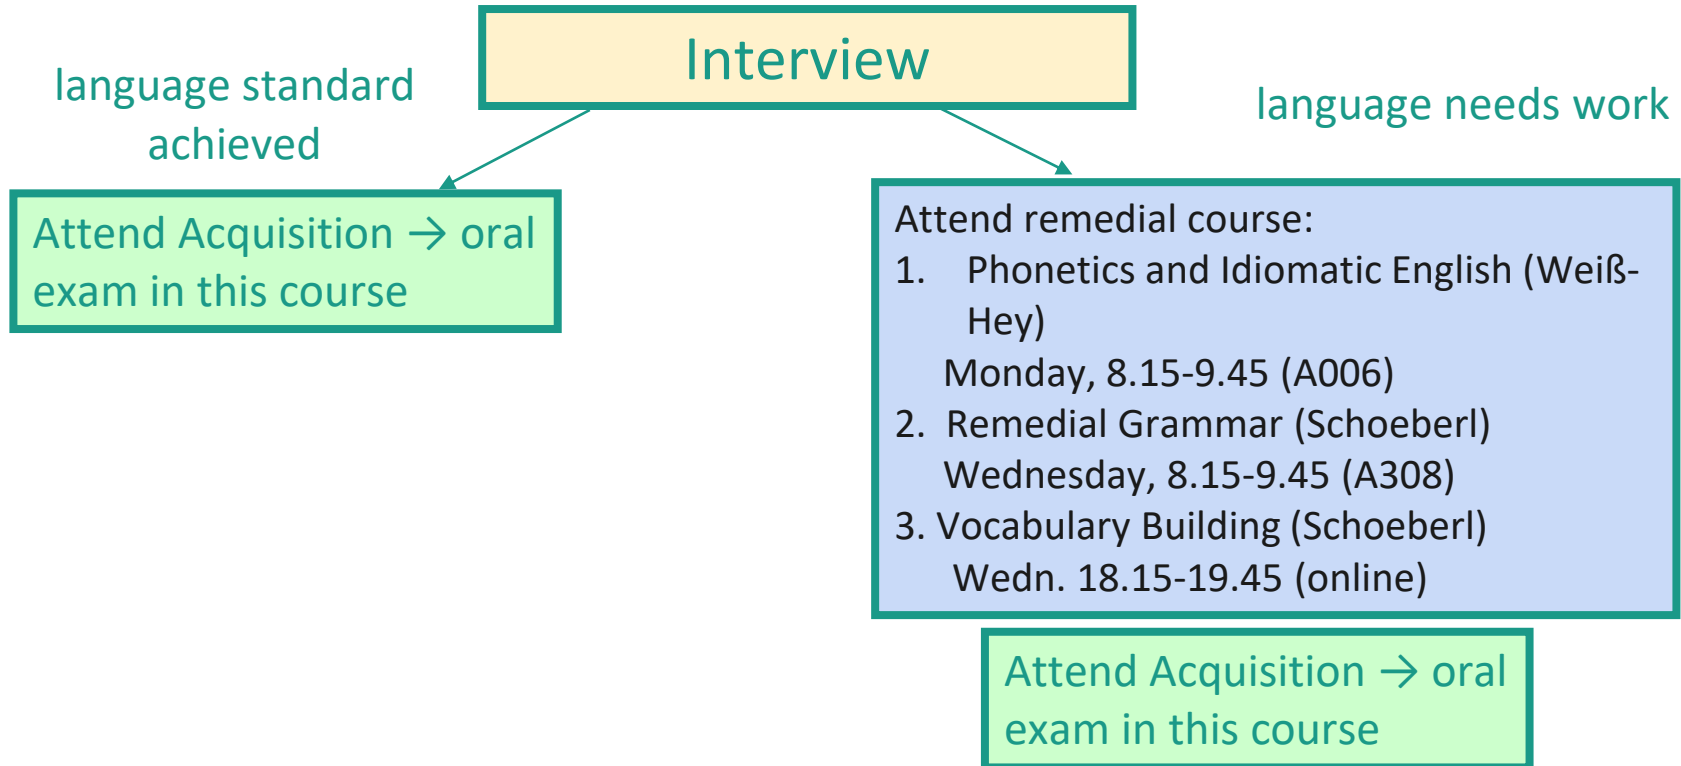 Interview
language standard
achieved
language needs work
Attend Acquisition → oral
exam in this course
Attend remedial course:
1. Phonetics and Idiomatic English (Weiß-
Hey)
Monday, 8.15-9.45 (A006)
2. Remedial Grammar (Schoeberl)
Wednesday, 8.15-9.45 (A308)
3. Vocabulary Building (Schoeberl)
Wedn. 18.15-19.45 (online)
Attend Acquisition → oral
exam in this course